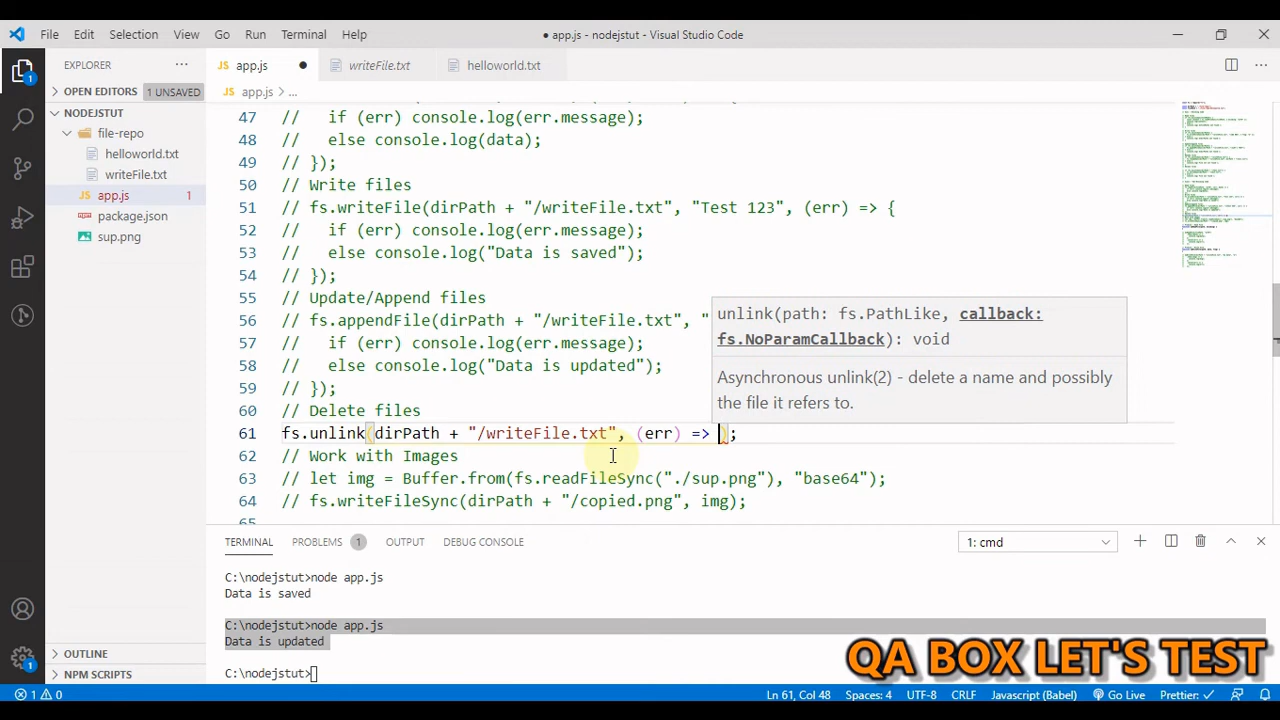 File Edit Selection View Go Run Terminal Help
● app.js - nodejstut - Visual Studio Code
EXPLORER
JS app.js ●
writeFile.txt
helloworld.txt
OPEN EDITORS 1 UNSAVED
JS app.js > ...
NODEJSTUT
file-repo
helloworld.txt
writeFile.txt
JS app.js 1
package.json
sup.png
47 // if (err) console.log(err.message);
48 // else console.log(data);
49 // });
50 // Write files
51 // fs.writeFile(dirPath + "/writeFile.txt", "Test 123", (err) => {
52 // if (err) console.log(err.message);
53 // else console.log("Data is saved");
54 // });
55 // Update/Append files
56 // fs.appendFile(dirPath + "/writeFile.txt", "
57 // if (err) console.log(err.message);
58 // else console.log("Data is updated");
59 // });
60 // Delete files
61 fs.unlink(dirPath + "/writeFile.txt", (err) => );
62 // Work with Images
63 // let img = Buffer.from(fs.readFileSync("./sup.png"), "base64");
64 // fs.writeFileSync(dirPath + "/copied.png", img);
unlink(path: fs.PathLike, callback:
fs.NoParamCallback): void
Asynchronous unlink(2) - delete a name and possibly
the file it refers to.
TERMINAL PROBLEMS 1 OUTPUT DEBUG CONSOLE
1: cmd
C:\nodejstut>node app.js
Data is saved
C:\nodejstut>node app.js
Data is updated
C:\nodejstut>
OUTLINE
NPM SCRIPTS
1
QA BOX LET'S TEST
1 0 Ln 61, Col 48 Spaces: 4 UTF-8 CRLF Javascript (Babel) Go Live Prettier: ✓